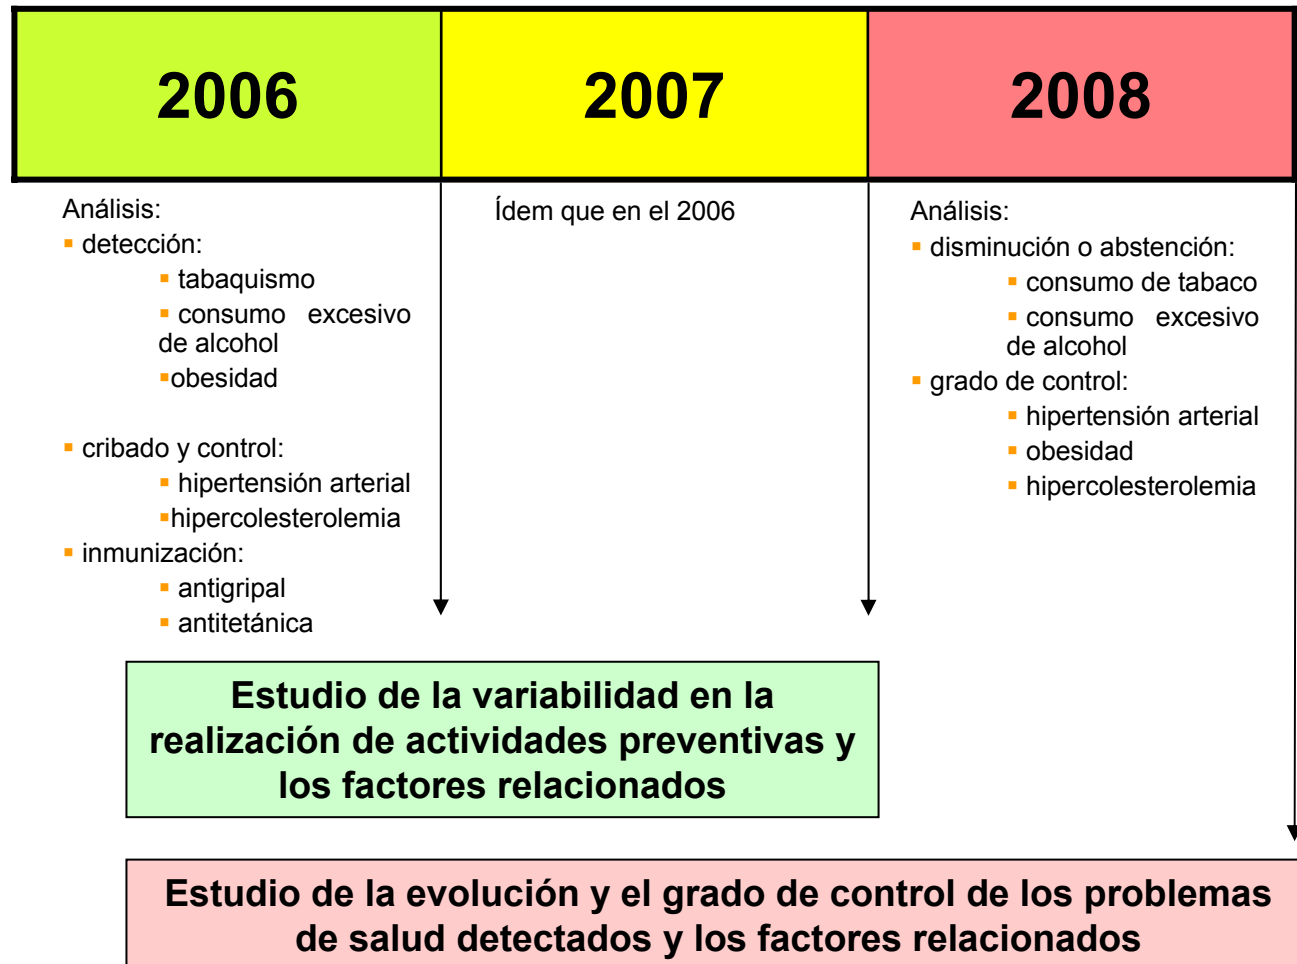 2006
2007
2008
Análisis:
▪ detección:
▪ tabaquismo
▪ consumo excesivo
de alcohol
▪obesidad
▪ cribado y control:
▪ hipertensión arterial
▪hipercolesterolemia
▪ inmunización:
▪ antigripal
▪ antitetánica
Ídem que en el 2006
Análisis:
▪ disminución o abstención:
▪ consumo de tabaco
▪ consumo excesivo
de alcohol
▪ grado de control:
▪ hipertensión arterial
▪ obesidad
▪ hipercolesterolemia
Estudio de la variabilidad en la
realización de actividades preventivas y
los factores relacionados
Estudio de la evolución y el grado de control de los problemas
de salud detectados y los factores relacionados